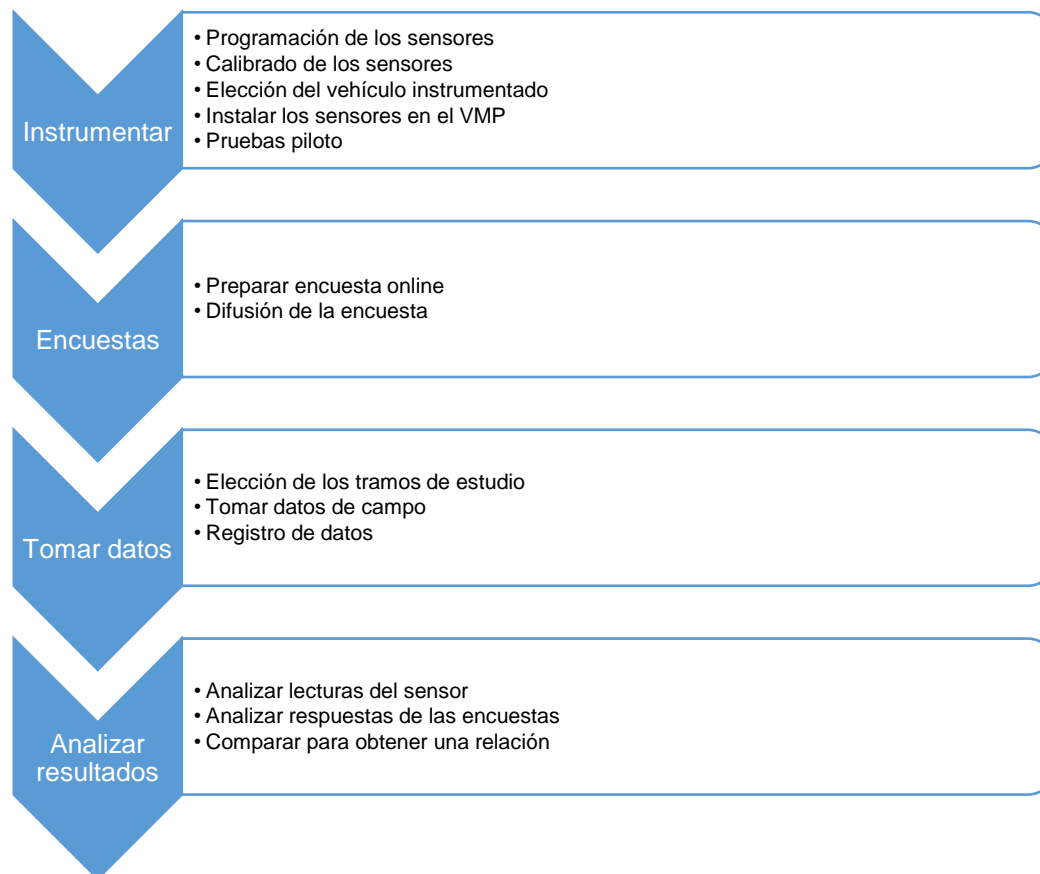 Instrumentar
• Programación de los sensores
• Calibrado de los sensores
• Elección del vehículo instrumentado
• Instalar los sensores en el VMP
• Pruebas piloto
Encuestas
• Preparar encuesta online
• Difusión de la encuesta
Tomar datos
• Elección de los tramos de estudio
• Tomar datos de campo
• Registro de datos
Analizar
resultados
• Analizar lecturas del sensor
• Analizar respuestas de las encuestas
• Comparar para obtener una relación